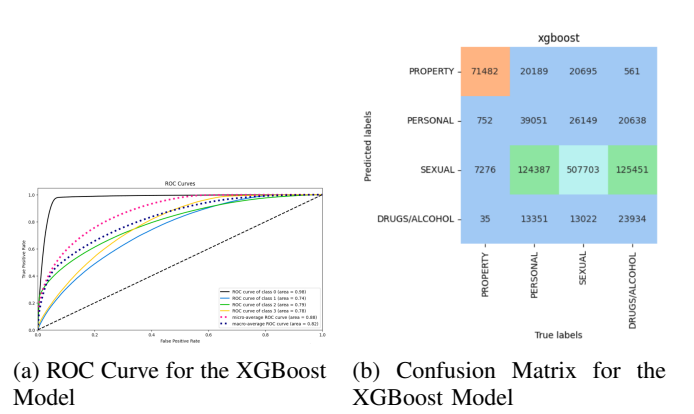 ROC Curves
True Positive Rate
1.0
0.8
0.6
0.4
0.2
0.0
0.0 0.2 0.4 0.6 0.8 1.0
False Positive Rate
ROC curve of class 0 (area = 0.98)
ROC curve of class 1 (area = 0.74)
ROC curve of class 2 (area = 0.79)
ROC curve of class 3 (area = 0.78)
micro-average ROC curve (area = 0.88)
macro-average ROC curve (area = 0.82)
(a) ROC Curve for the XGBoost
Model
xgboost
Predicted labels
PROPERTY 71482 20189 20695 561
PERSONAL 752 39051 26149 20638
SEXUAL 7276 124387 507703 125451
DRUGS/ALCOHOL 35 13351 13022 23934
PROPERTY
PERSONAL
SEXUAL
DRUGS/ALCOHOL
True labels
(b) Confusion Matrix for the
XGBoost Model